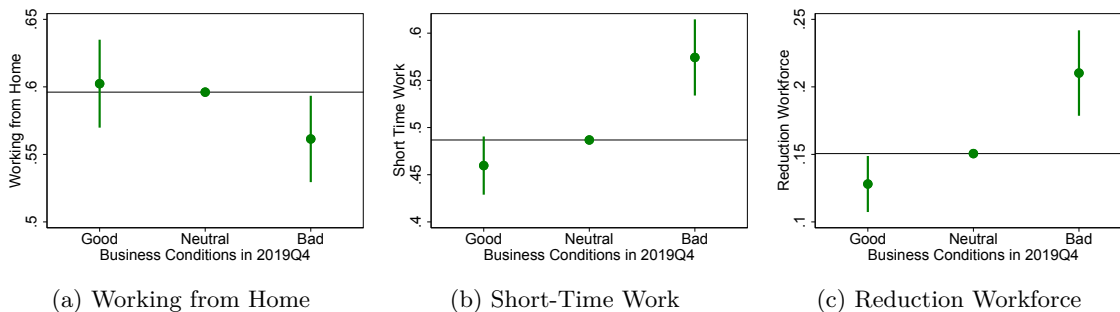 Working from Home
.65
.6
.55
.5
Good Neutral Bad
Business Conditions in 2019Q4
(a) Working from Home
Short Time Work
.6
.55
.5
.45
.4
Good Neutral Bad
Business Conditions in 2019Q4
(b) Short-Time Work
Reduction Workforce
.25
.2
.15
.1
Good Neutral Bad
Business Conditions in 2019Q4
(c) Reduction Workforce